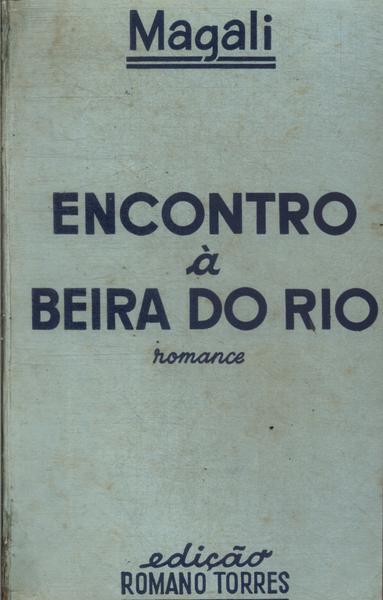 Magali
ENCONTRO
à
BEIRA DO RIO
romance
edição
ROMANO TORRES